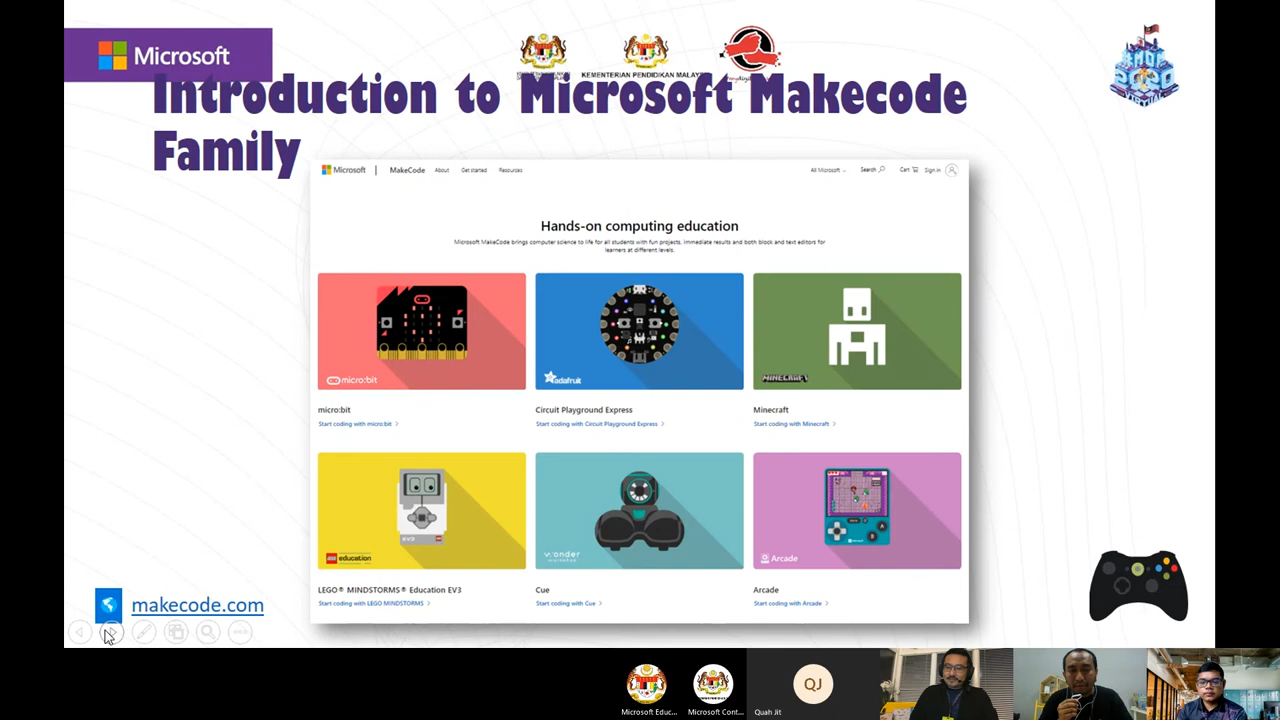 Microsoft
KEMENTERIAN PENDIDIKAN MALAYSIA
2020
VIRTUAL
Introduction to Microsoft Makecode
Family
Microsoft | MakeCode About Get started Resources All Microsoft Search Cart Sign in
Hands-on computing education
Microsoft MakeCode brings computer science to life for all students with fun projects, immediate results and both block and text editors for
learners at different levels.
micro:bit
adafruit
MINECRAFT
micro:bit
Circuit Playground Express
Minecraft
Start coding with micro:bit >
Start coding with Circuit Playground Express >
Start coding with Minecraft >
EV3
education
wonder
workshop
Arcade
LEGO® MINDSTORMS® Education EV3
Cue
Arcade
Start coding with LEGO MINDSTORMS >
Start coding with Cue >
Start coding with Arcade >
makecode.com
QJ
Microsoft Educ...
Microsoft Cont...
Quah Jit